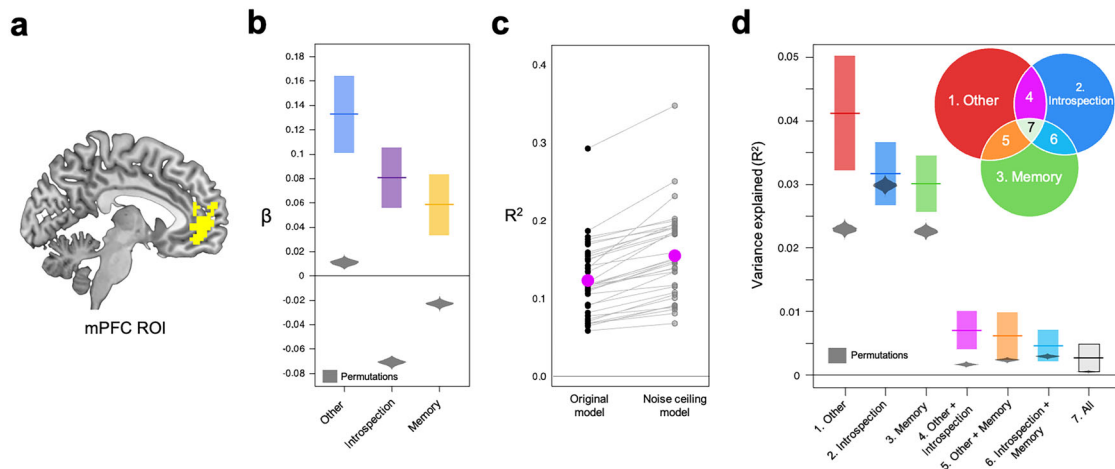 a
mPFC ROI
b
β
0.16
0.14
0.12
0.1
0.08
0.06
0.04
0.02
0
-0.02
-0.04
-0.06
-0.08
Permutations
Other
Introspection
Memory
c
R²
0.4
0.3
0.2
0.1
0.0
Original
model
Noise ceiling
model
d
Variance explained (R²)
0.05
0.04
0.03
0.02
0.01
0
Permutations
1. Other
2.
Introspection
3. Memory
4
5
6
7
1. Other
2. Introspection
3. Memory
4. Other +
Introspection
5. Other + Memory
6. Introspection +
Memory
7. All